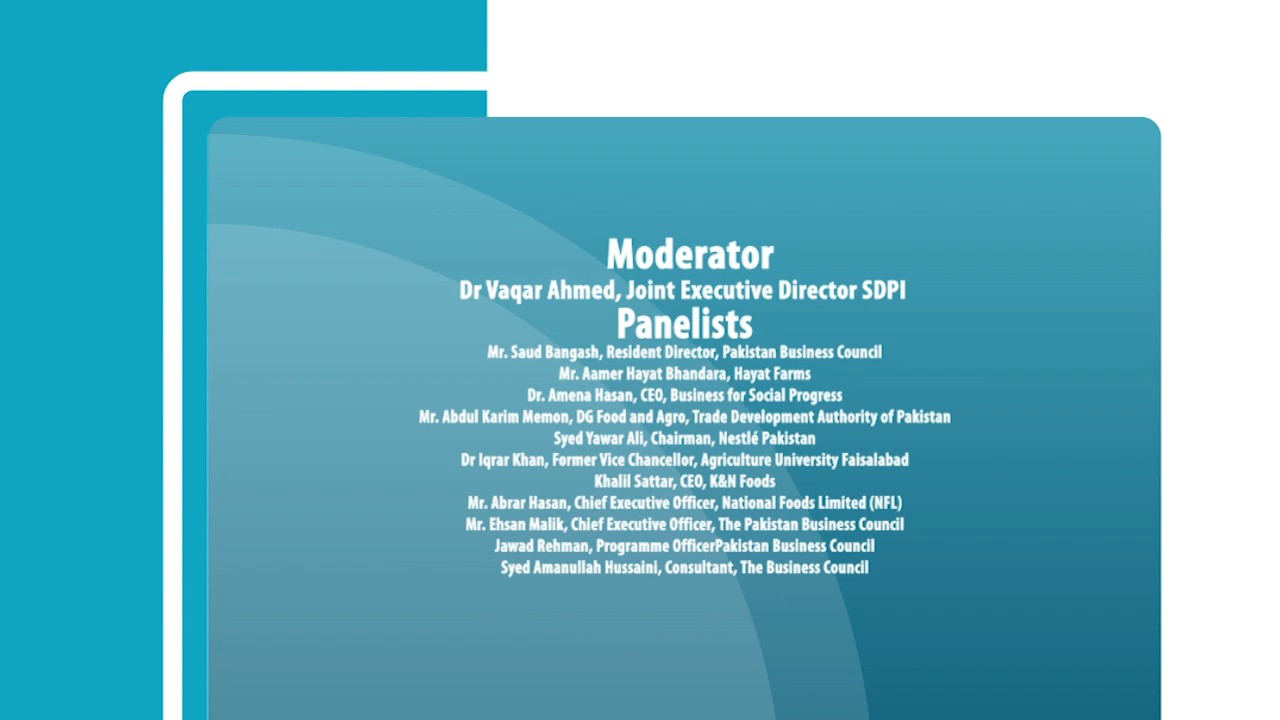 Moderator
Dr Vaqar Ahmed, Joint Executive Director SDPI
Panelists
Mr. Saud Bangash, Resident Director, Pakistan Business Council
Mr. Aamer Hayat Bhandara, Hayat Farms
Dr. Amena Hasan, CEO, Business for Social Progress
Mr. Abdul Karim Memon, DG Food and Agro, Trade Development Authority of Pakistan
Syed Yawar Ali, Chairman, Nestlé Pakistan
Dr Iqrar Khan, Former Vice Chancellor, Agriculture University Faisalabad
Khalil Sattar, CEO, K&N Foods
Mr. Abrar Hasan, Chief Executive Officer, National Foods Limited (NFL)
Mr. Ehsan Malik, Chief Executive Officer, The Pakistan Business Council
Jawad Rehman, Programme OfficerPakistan Business Council
Syed Amanullah Hussaini, Consultant, The Business Council